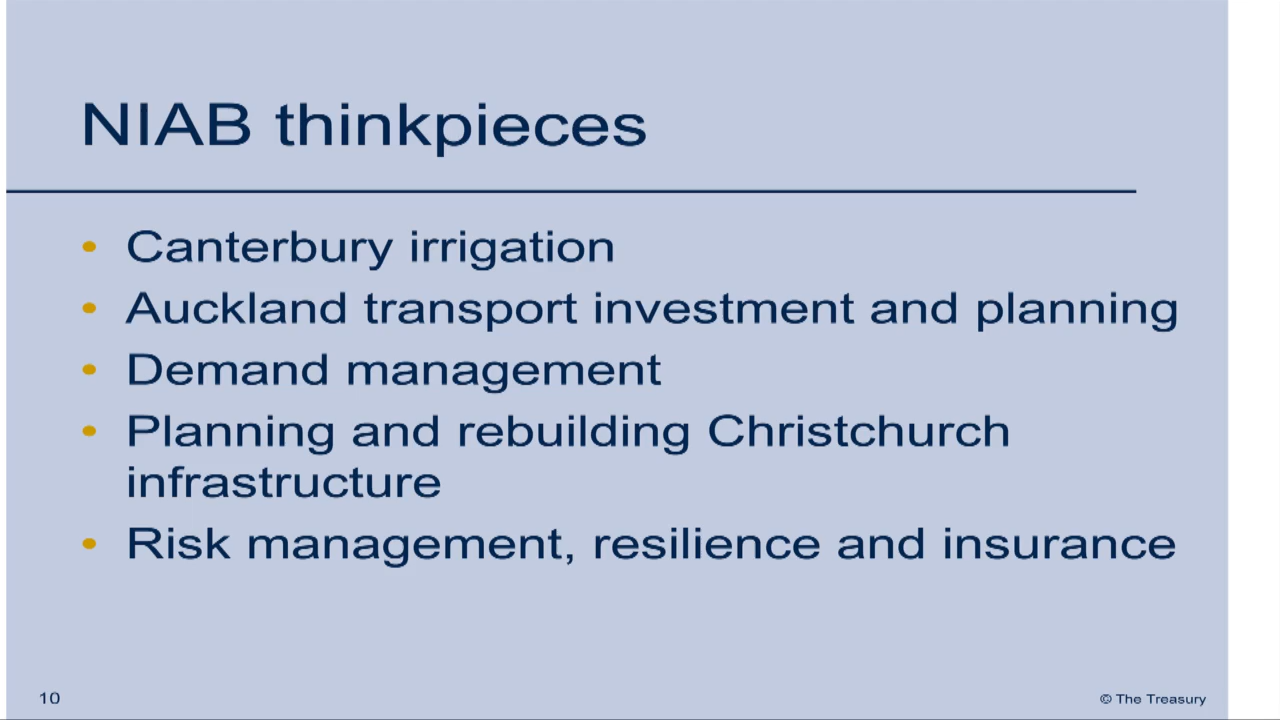 NIAB thinkpieces
• Canterbury irrigation
• Auckland transport investment and planning
• Demand management
• Planning and rebuilding Christchurch
infrastructure
• Risk management, resilience and insurance
10
© The Treasury